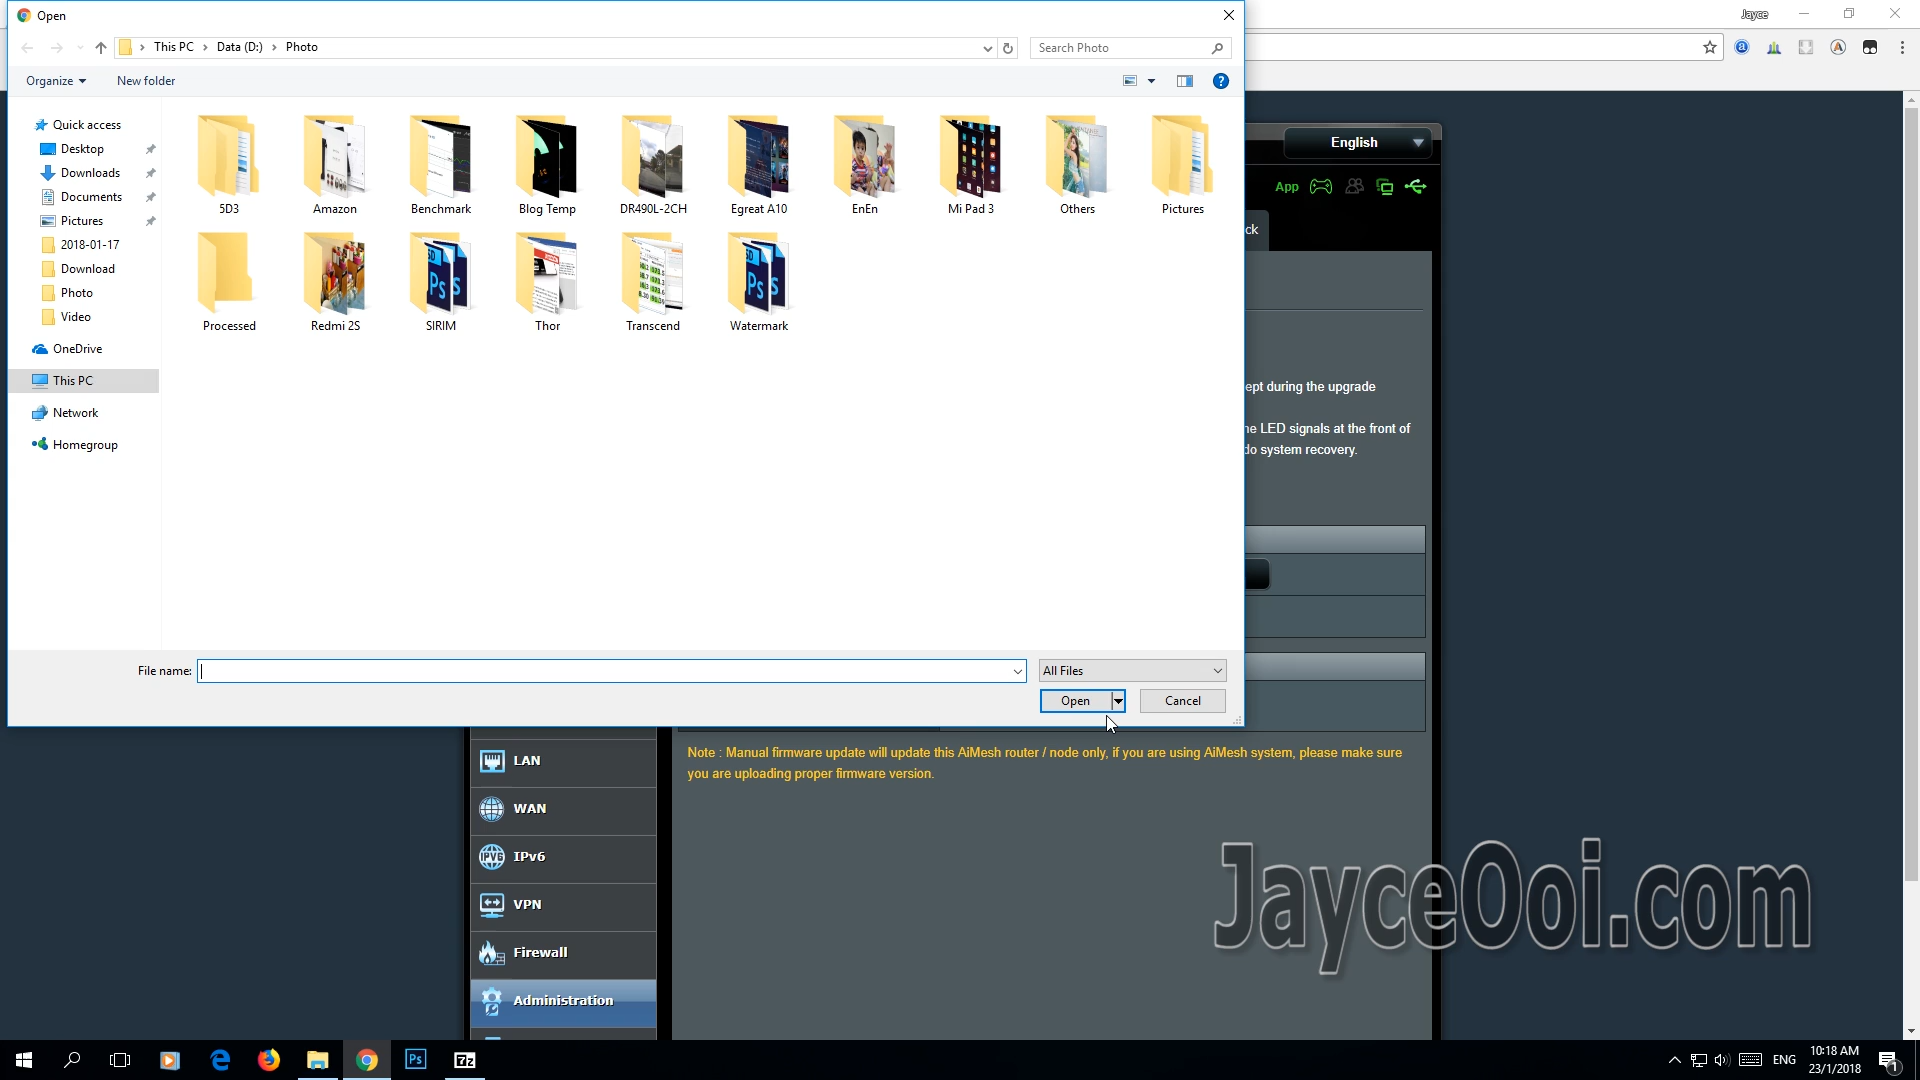 Open
Jayce
This PC > Data (D:) > Photo
Search Photo
Organize
New folder
Quick access
Desktop
Downloads
Documents
Pictures
2018-01-17
Download
Photo
Video
OneDrive
This PC
Network
Homegroup
5D3
Amazon
Benchmark
Blog Temp
DR490L-2CH
Egreat A10
EnEn
Mi Pad 3
Others
Pictures
Processed
Redmi 2S
SIRIM
Thor
Transcend
Watermark
File name:
All Files
Open
Cancel
English
App
ck
ept during the upgrade
he LED signals at the front of
do system recovery.
Note : Manual firmware update will update this AiMesh router / node only, if you are using AiMesh system, please make sure
you are uploading proper firmware version.
LAN
WAN
IPv6
VPN
Firewall
Administration
JayceOoi.com
Ps
7z
ENG
10:18 AM
23/1/2018
1